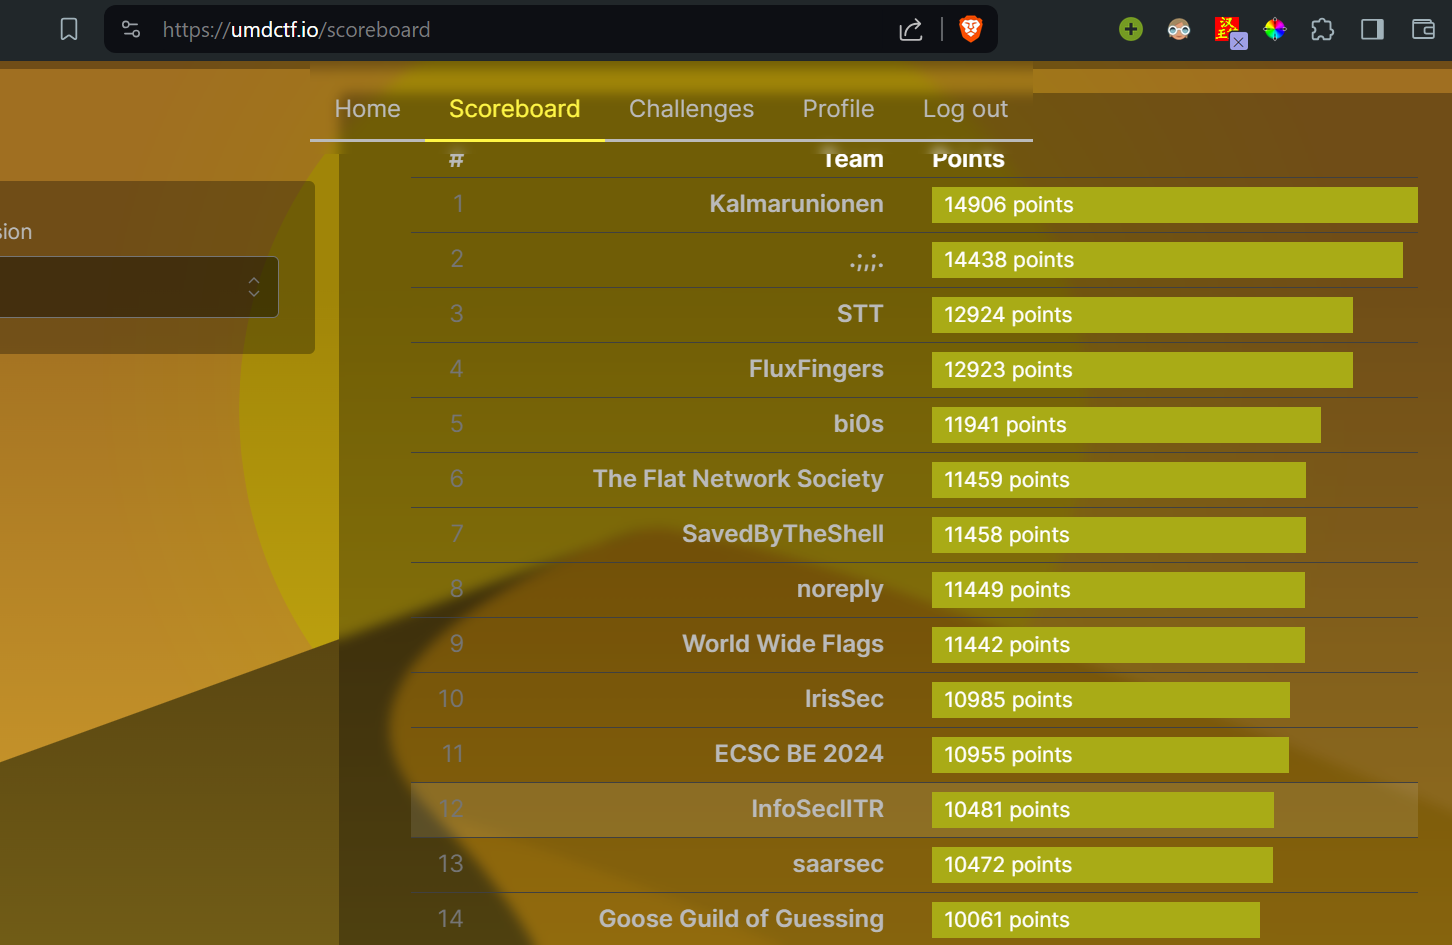 https://umdctf.io/scoreboard
Home Scoreboard Challenges Profile Log out
# Team Points
1 Kalmarunionen 14906 points
2 .;,;. 14438 points
3 STT 12924 points
sion
4 FluxFingers 12923 points
5 bi0s 11941 points
6 The Flat Network Society 11459 points
7 SavedByTheShell 11458 points
8 noreply 11449 points
9 World Wide Flags 11442 points
10 IrisSec 10985 points
11 ECSC BE 2024 10955 points
12 InfoSecIITR 10481 points
13 saarsec 10472 points
14 Goose Guild of Guessing 10061 points